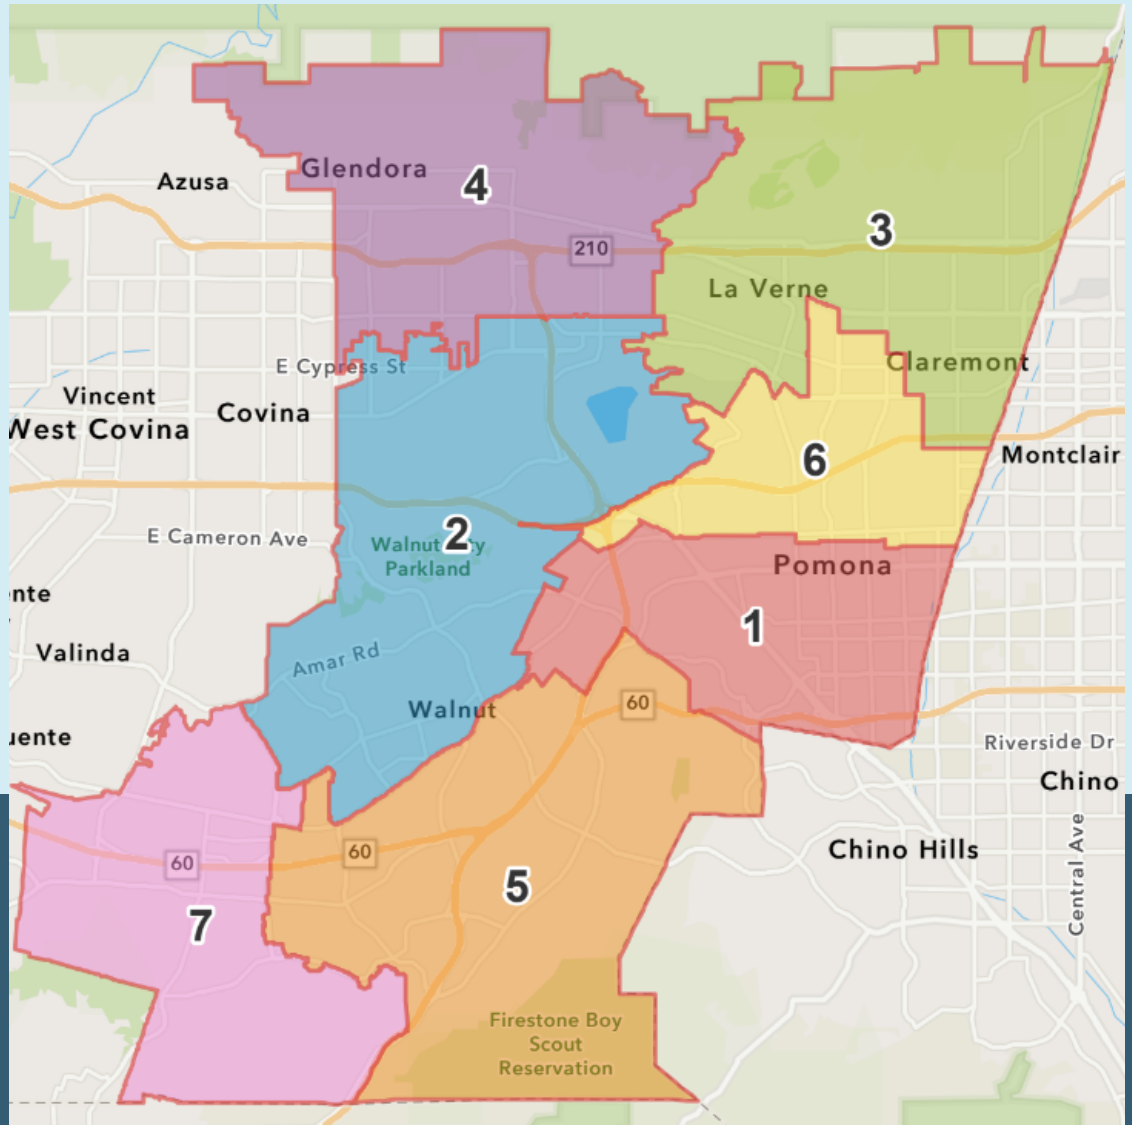 Glendora
4
Azusa
3
210
La Verne
E Cypress St
Claremont
Vincent
Covina
West Covina
Montclair
6
2
E Cameron Ave
Walnut
Parkland
Pomona
1
Valinda
Amar Rd
60
Walnut
Riverside Dr
Chino
Central Ave
60
60
Chino Hills
5
7
Firestone Boy
Scout
Reservation